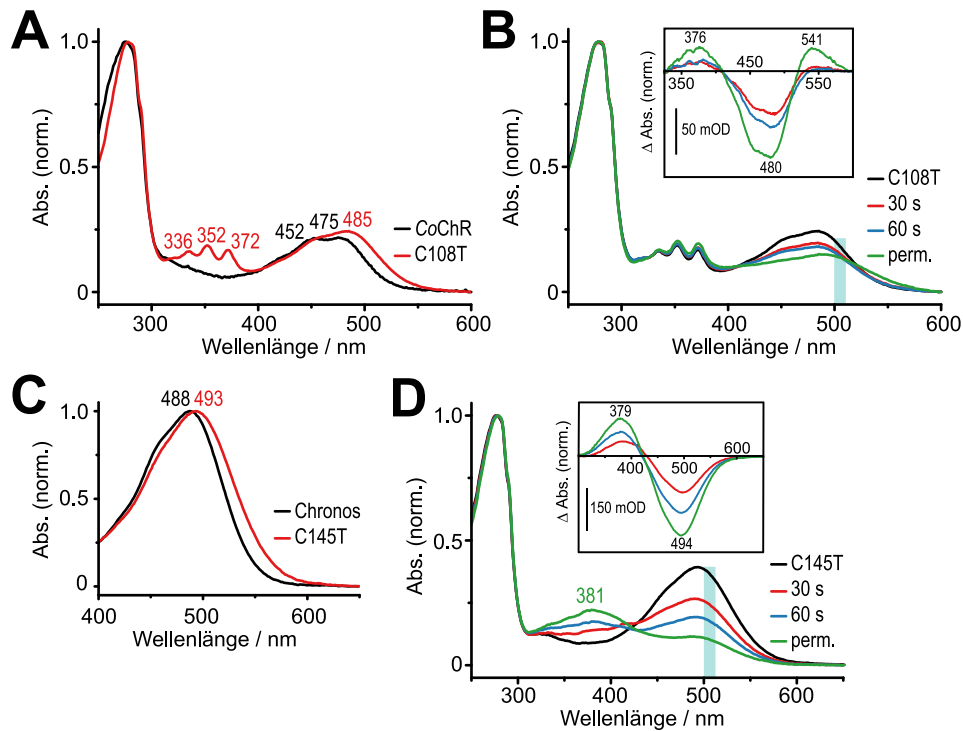 A
1.0
0.5
0
Abs. (norm.)
336
352
372
452
475
485
CoChR
C108T
300
400
500
600
Wellenlänge / nm
B
1.0
0.5
0
Abs. (norm.)
376
541
450
350
550
Δ Abs. (norm.)
50 mOD
480
C108T
30 s
60 s
perm.
300
400
500
600
Wellenlänge / nm
C
488
493
1.0
0.5
0
Abs. (norm.)
Chronos
C145T
400
500
600
Wellenlänge / nm
D
1.0
0.5
0
Abs. (norm.)
379
600
400
500
Δ Abs. (norm.)
150 mOD
494
381
C145T
30 s
60 s
perm.
300
400
500
600
Wellenlänge / nm